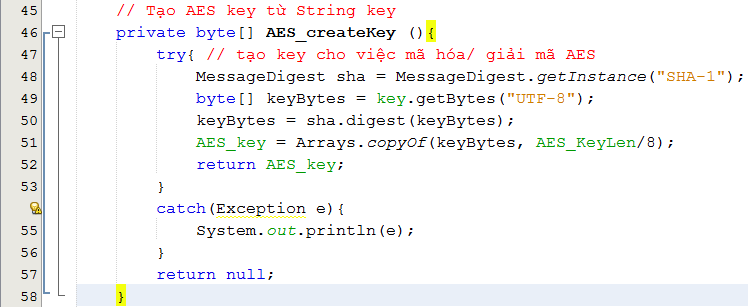 45 // Tạo AES key từ String key
46 private byte[] AES_createKey (){
47 try{ // tạo key cho việc mã hóa/ giải mã AES
48 MessageDigest sha = MessageDigest.getInstance("SHA-1");
49 byte[] keyBytes = key.getBytes("UTF-8");
50 keyBytes = sha.digest(keyBytes);
51 AES_key = Arrays.copyOf(keyBytes, AES_KeyLen/8);
52 return AES_key;
53 }
catch(Exception e){
55 System.out.println(e);
56 }
57 return null;
58 }